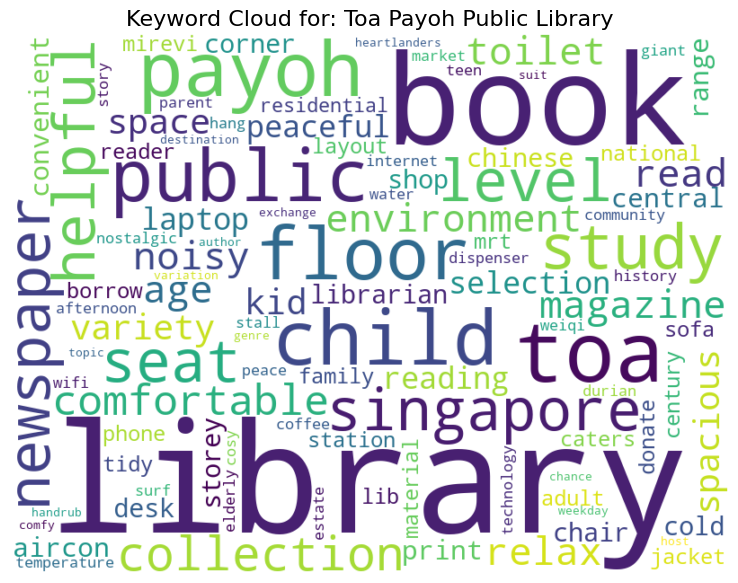 Keyword Cloud for: Toa Payoh Public Library
heartlanders
mirevi
corner
toilet
market
giant
range
convenient
helpful
story
payoh
book
teen
suit
parent
residential
space
hang
peaceful
destination
layout
reader
internet
chinese
national
public
shop
level
read
water
central
laptop
exchange
environment
community
newspaper
nostalgic
author
noisy
floor
mrt
dispenser
study
variation
selection
history
borrow
age
kid
librarian
magazine
afternoon
variety
stall
genre
weiqi
sofa
child
toa
topic
seat
peace
family
reading
durian
century
spacious
wifi
comfortable
singapore
coffee
phone
station
caters
donate
tidy
storey
elderly
cosy
library
material
technology
chance
surf
lib
adult
handrub
desk
weekday
comfy
estate
chair
cold
aircon
collection
print
relax
host
jacket
temperature